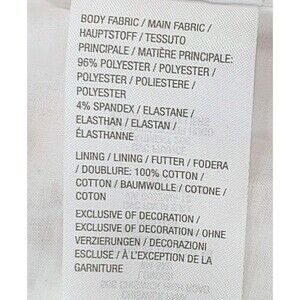 BODY FABRIC / MAIN FABRIC /
HAUPTSTOFF / TESSUTO
PRINCIPALE / MATIÈRE PRINCIPALE:
96% POLYESTER / POLYESTER /
POLYESTER / POLIESTERE /
POLYESTER
4% SPANDEX / ELASTANE /
ELASTHAN / ELASTAN /
ÉLASTHANNE
LINING / LINING / FUTTER / FODERA
/ DOUBLURE: 100% COTTON /
COTTON / BAUMWOLLE / COTONE /
COTON
EXCLUSIVE OF DECORATION /
EXCLUSIVE OF DECORATION / OHNE
VERZIERUNGEN / DECORAZIONI
ESCLUSE / À L'EXCEPTION DE LA
GARNITURE